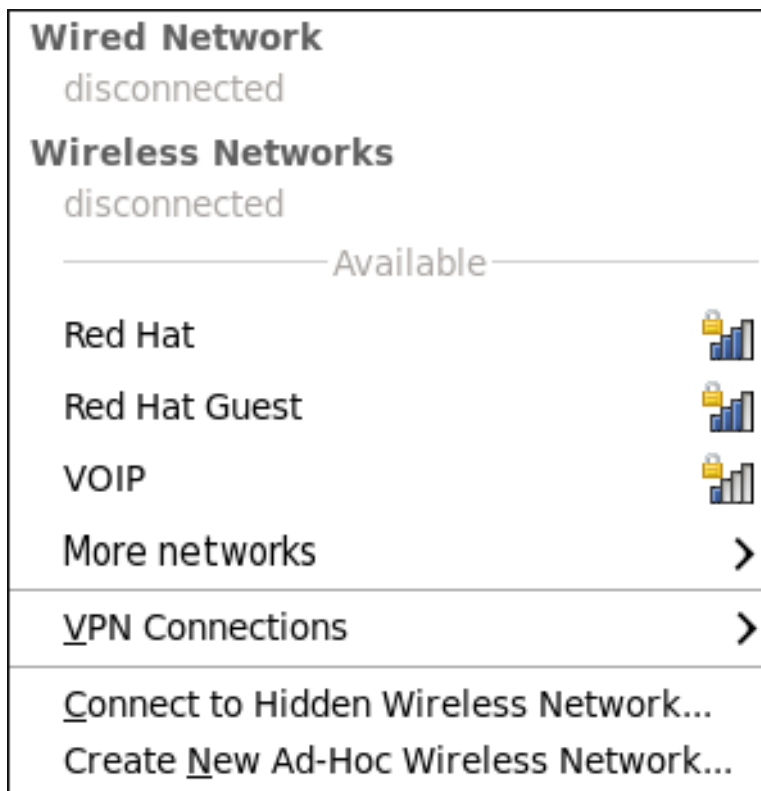 Wired Network
disconnected
Wireless Networks
disconnected
Available
Red Hat
Red Hat Guest
VOIP
More networks
VPN Connections
Connect to Hidden Wireless Network...
Create New Ad-Hoc Wireless Network...